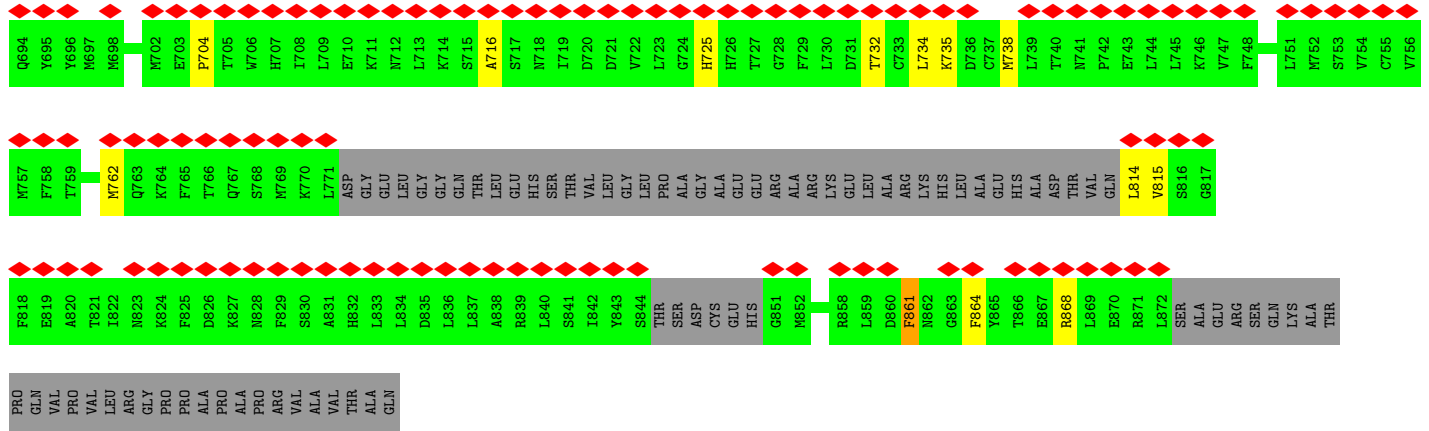 Q694 Y695 Y696 M697 M698 M702 E703 P704 T705 W706 H707 I708 L709 E710 K711 N712 L713 K714 S715 A716 S717 N718 I719 D720 D721 V722 L723 G724 H725 H726 T727 G728 F729 L730 D731 T732 C733 L734 K735 D736 C737 M738 L739 T740 N741 P742 E743 L744 L745 K746 V747 F748 L751 M752 S753 V754 C755 V756
M757 F758 T759 M762 Q763 K764 F765 T766 Q767 S768 M769 K770 L771 ASP GLY GLU LEU GLY GLY GLN THR LEU GLU HIS SER THR VAL LEU GLY LEU PRO ALA GLY ALA GLU GLU ARG ALA ARG LYS GLU LEU ALA ARG LYS HIS LEU ALA GLU HIS ALA ASP THR VAL GLN L814 V815 S816 G817
F818 E819 A820 T821 I822 N823 K824 F825 D826 K827 N828 F829 S830 A831 H832 L833 L834 D835 L836 L837 A838 R839 L840 S841 I842 Y843 S844 THR SER ASP CYS GLU HIS G851 M852 R858 L859 D860 F861 N862 G863 F864 Y865 T866 E867 R868 L869 E870 R871 L872 SER ALA GLU ARG SER GLN LYS ALA THR
PRO GLN VAL PRO VAL LEU ARG GLY PRO PRO ALA PRO ALA PRO ARG VAL ALA VAL THR ALA GLN